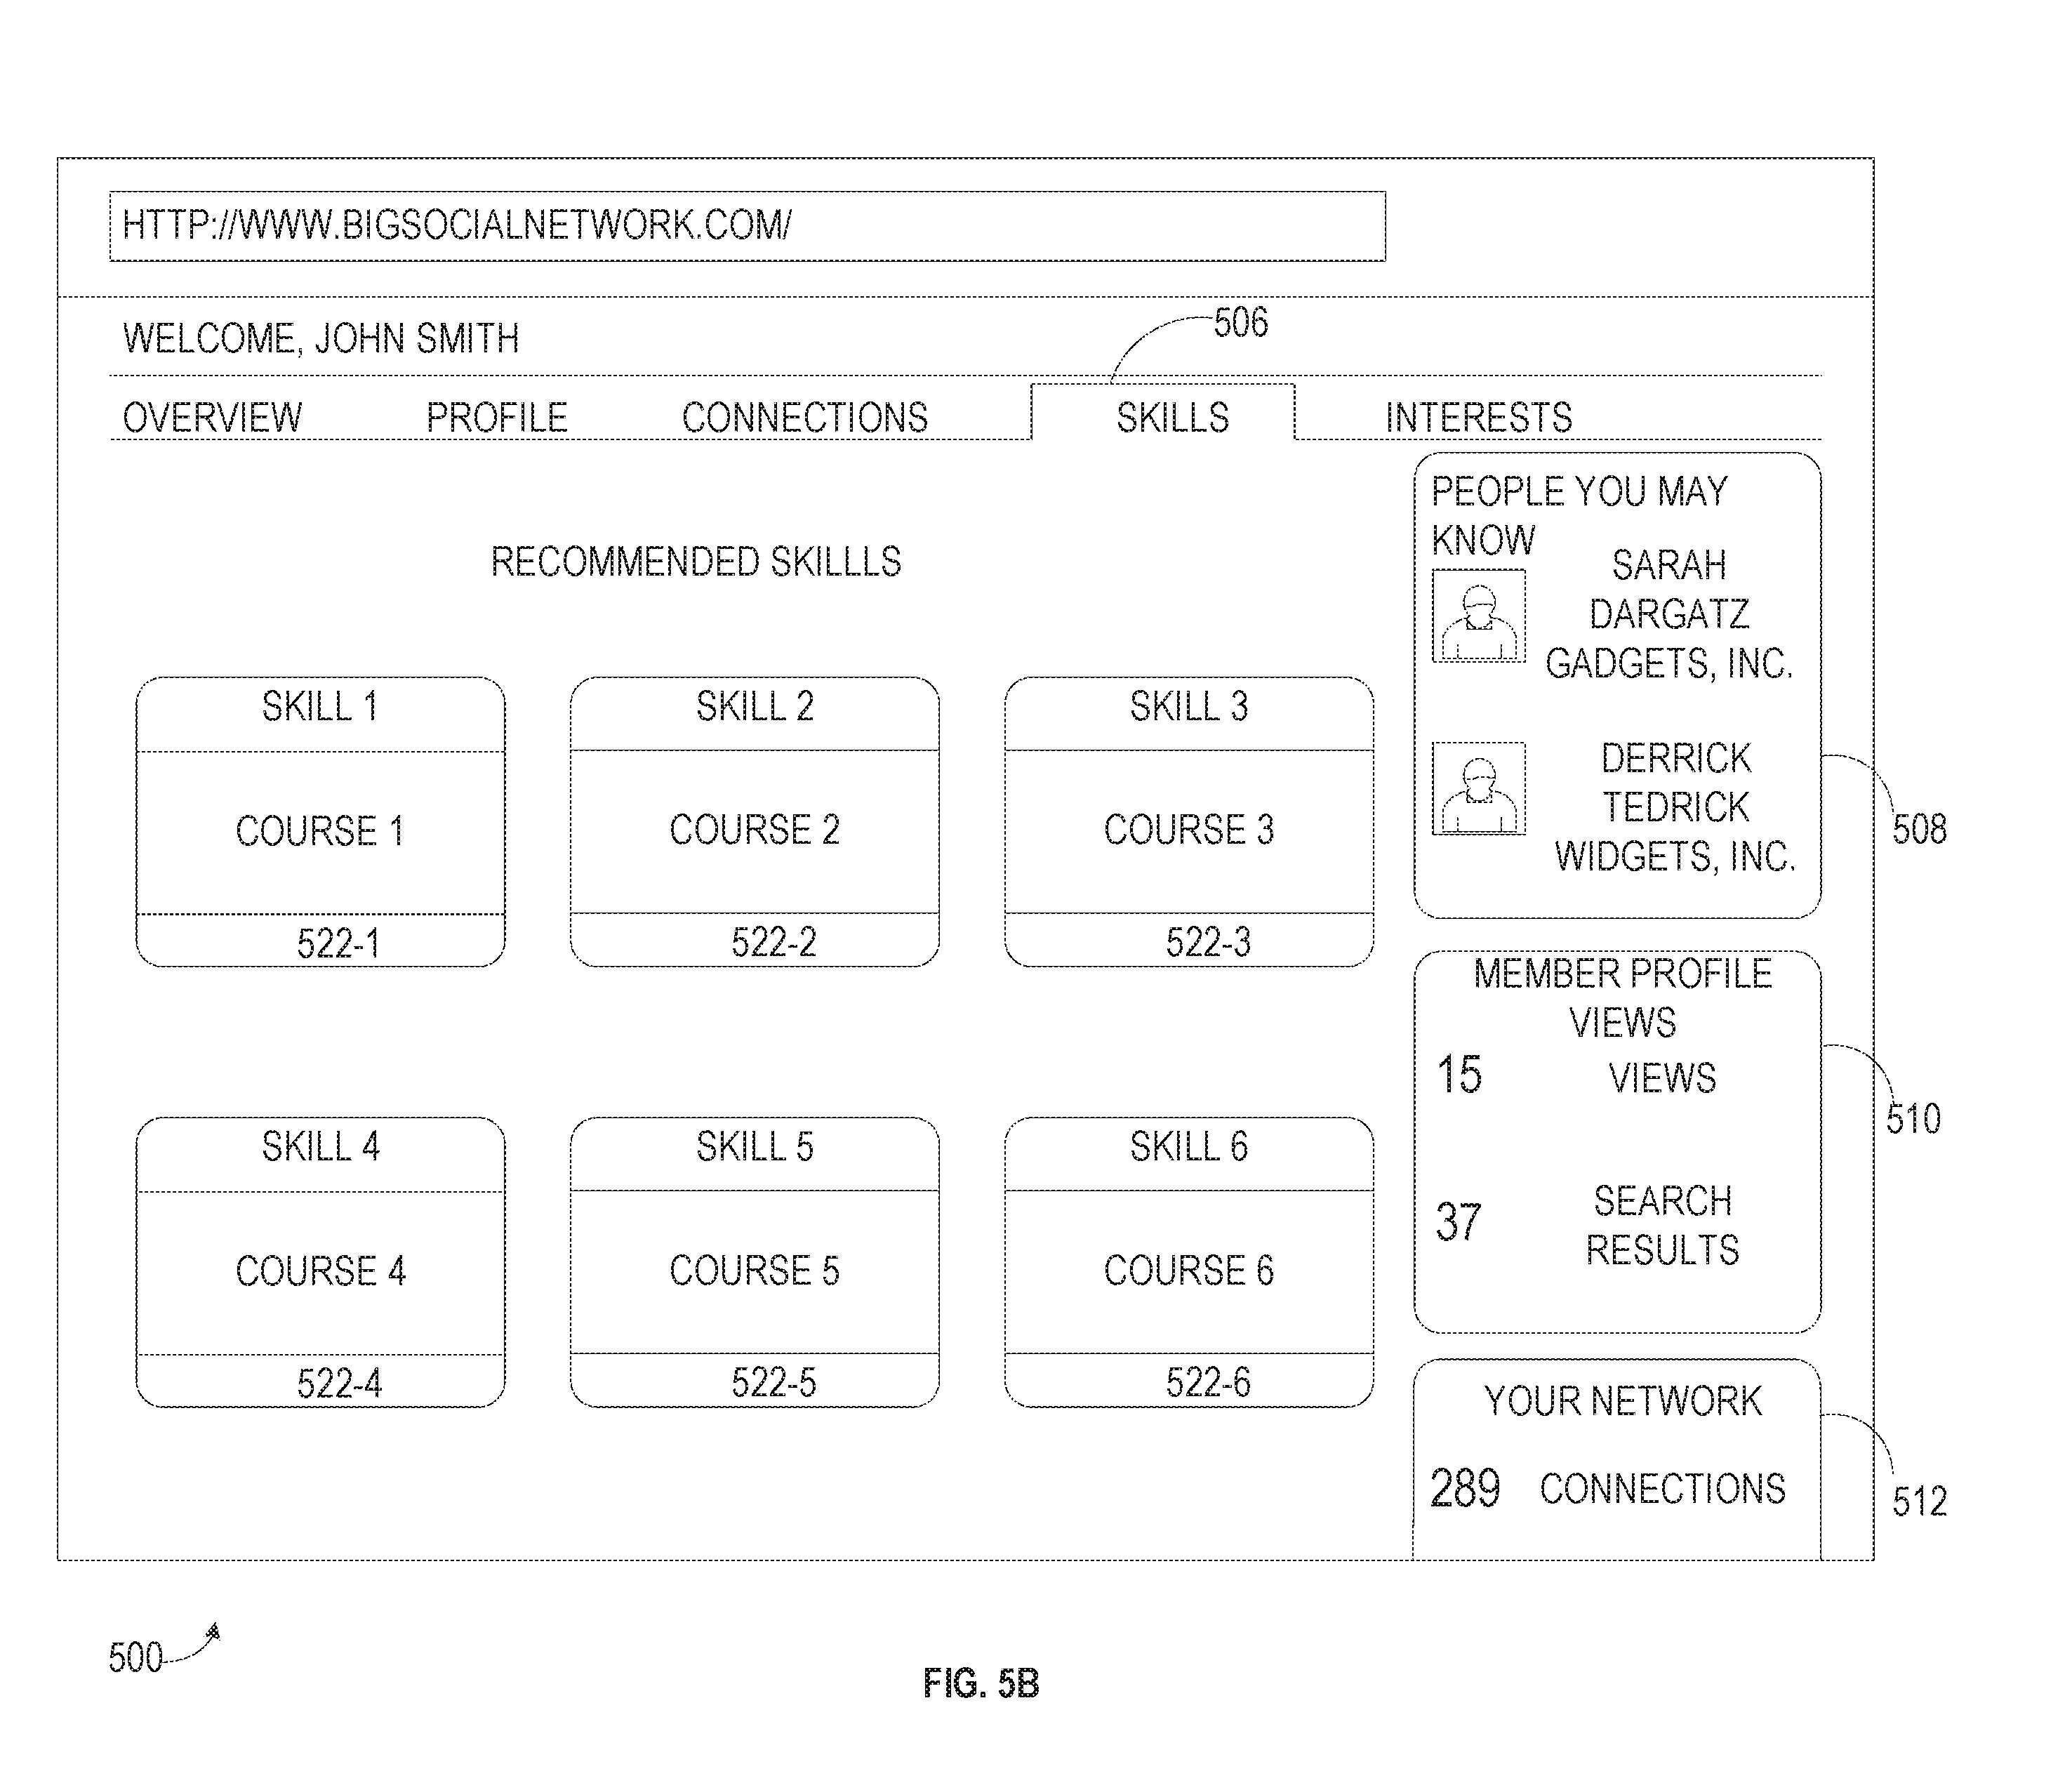 HTTP://WWW.BIGSOCIALNETWORK.COM/
WELCOME, JOHN SMITH
506
OVERVIEW PROFILE CONNECTIONS SKILLS INTERESTS
RECOMMENDED SKILLLS
SKILL 1
COURSE 1
522-1
SKILL 2
COURSE 2
522-2
SKILL 3
COURSE 3
522-3
SKILL 4
COURSE 4
522-4
SKILL 5
COURSE 5
522-5
SKILL 6
COURSE 6
522-6
PEOPLE YOU MAY
KNOW
SARAH
DARGATZ
GADGETS, INC.
DERRICK
TEDRICK
WIDGETS, INC.
508
MEMBER PROFILE
VIEWS
15 VIEWS
510
37 SEARCH
RESULTS
YOUR NETWORK
289 CONNECTIONS
512
500
FIG. 5B